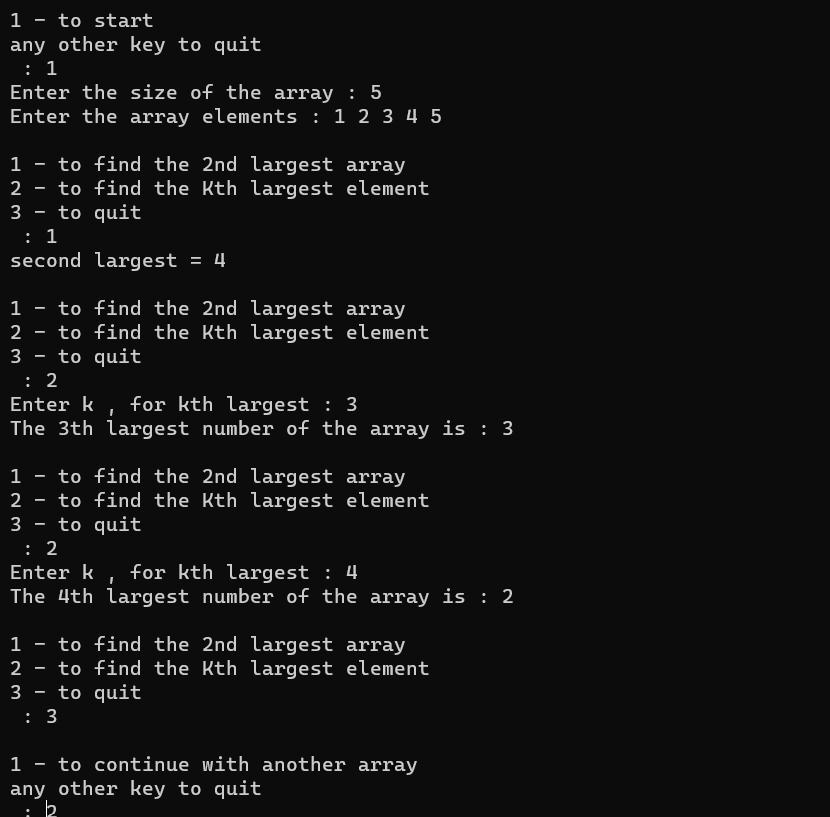 1 - to start
any other key to quit
 : 1
Enter the size of the array : 5
Enter the array elements : 1 2 3 4 5

1 - to find the 2nd largest array
2 - to find the Kth largest element
3 - to quit
 : 1
second largest = 4

1 - to find the 2nd largest array
2 - to find the Kth largest element
3 - to quit
 : 2
Enter k , for kth largest : 3
The 3th largest number of the array is : 3

1 - to find the 2nd largest array
2 - to find the Kth largest element
3 - to quit
 : 2
Enter k , for kth largest : 4
The 4th largest number of the array is : 2

1 - to find the 2nd largest array
2 - to find the Kth largest element
3 - to quit
 : 3

1 - to continue with another array
any other key to quit
 : 2